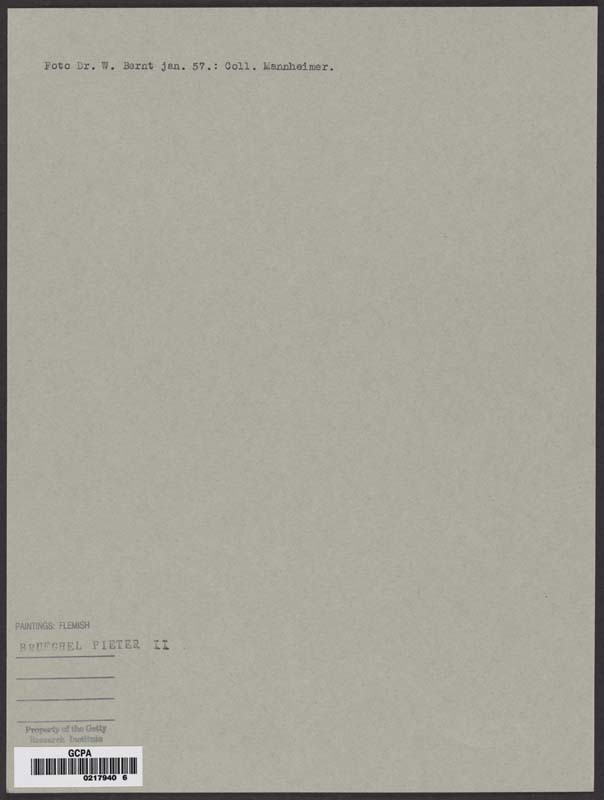 Foto Dr. W. Bernt jan. 57.: Coll. Mannheimer.
PAINTINGS: FLEMISH
BRUEGHEL PIETER II
Property of the Getty
Research Institute
GCPA
0217940 6